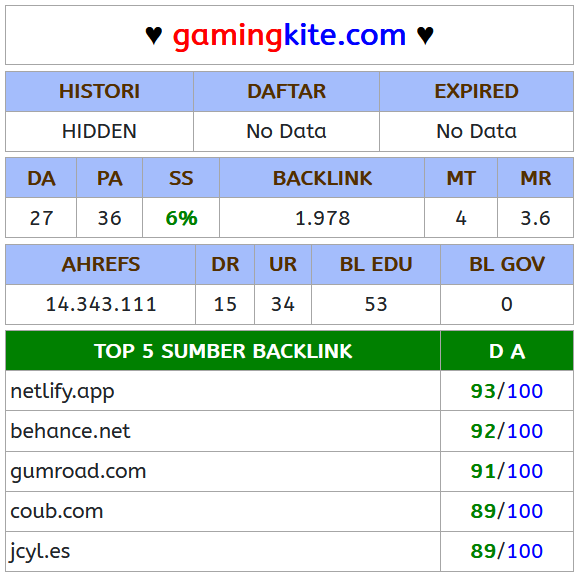 ♥ gamingkite.com ♥
HISTORI DAFTAR EXPIRED
HIDDEN No Data No Data
DA PA SS BACKLINK MT MR
27 36 6% 1.978 4 3.6
AHREFS DR UR BL EDU BL GOV
14.343.111 15 34 53 0
TOP 5 SUMBER BACKLINK D A
netlify.app 93/100
behance.net 92/100
gumroad.com 91/100
coub.com 89/100
jcyl.es 89/100